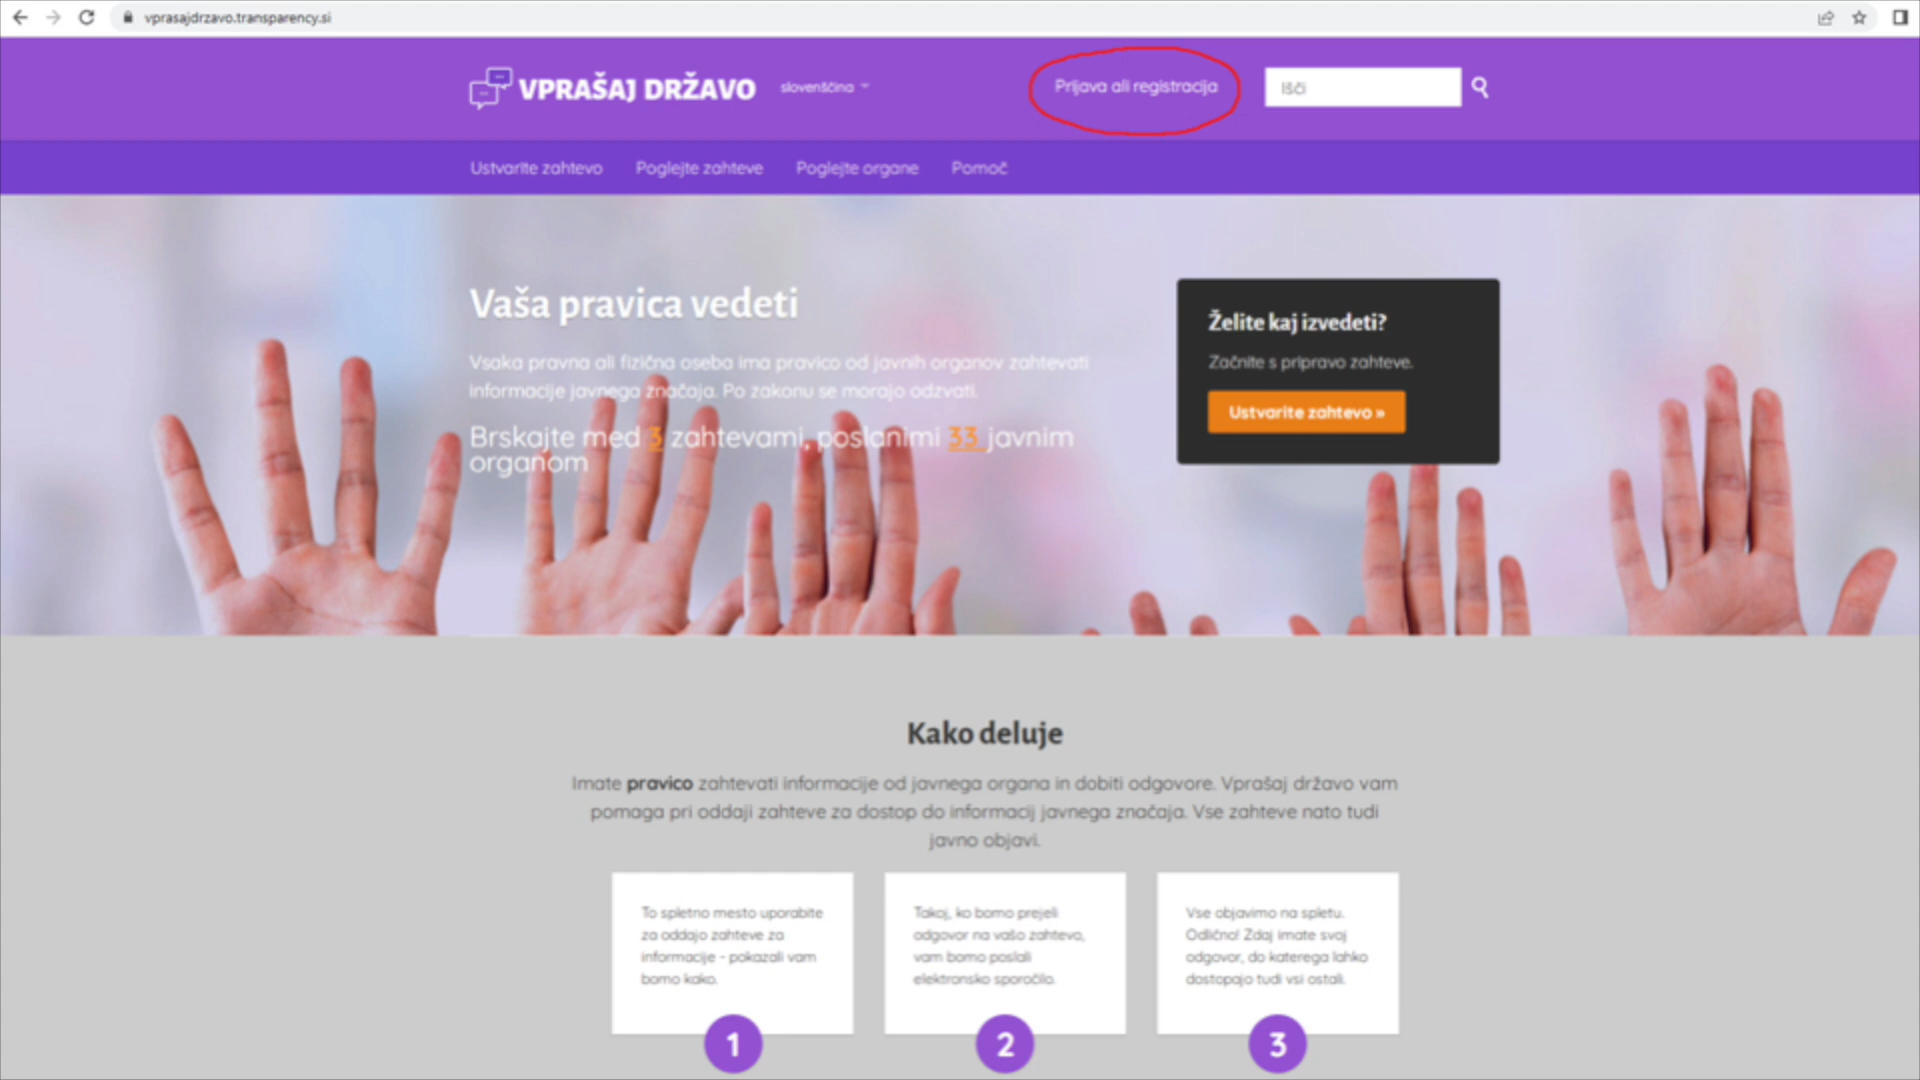 vprasajdrzavo.transparency.si
VPRAŠAJ DRŽAVO
slovenščina
Prijava ali registracija
Išči
Ustvarite zahtevo
Poglejte zahteve
Poglejte organe
Pomoč
Vaša pravica vedeti
Vsaka pravna ali fizična oseba ima pravico od javnih organov zahtevati
informacije javnega značaja. Po zakonu se morajo odzvati.
Brskajte med 3 zahtevami, poslanimi 33 javnim
organom
Želite kaj izvedeti?
Začnite s pripravo zahteve.
Ustvarite zahtevo »
Kako deluje
Imate pravico zahtevati informacije od javnega organa in dobiti odgovore. Vprašaj državo vam
pomaga pri oddaji zahteve za dostop do informacij javnega značaja. Vse zahteve nato tudi
javno objavi.
To spletno mesto uporabite
za oddajo zahteve za
informacije - pokazali vam
bomo kako.
1
Takoj, ko bomo prejeli
odgovor na vašo zahtevo,
vam bomo poslali
elektronsko sporočilo.
2
Vse objavimo na spletu.
Odlično! Zdaj imate svoj
odgovor, do katerega lahko
dostopajo tudi vsi ostali.
3